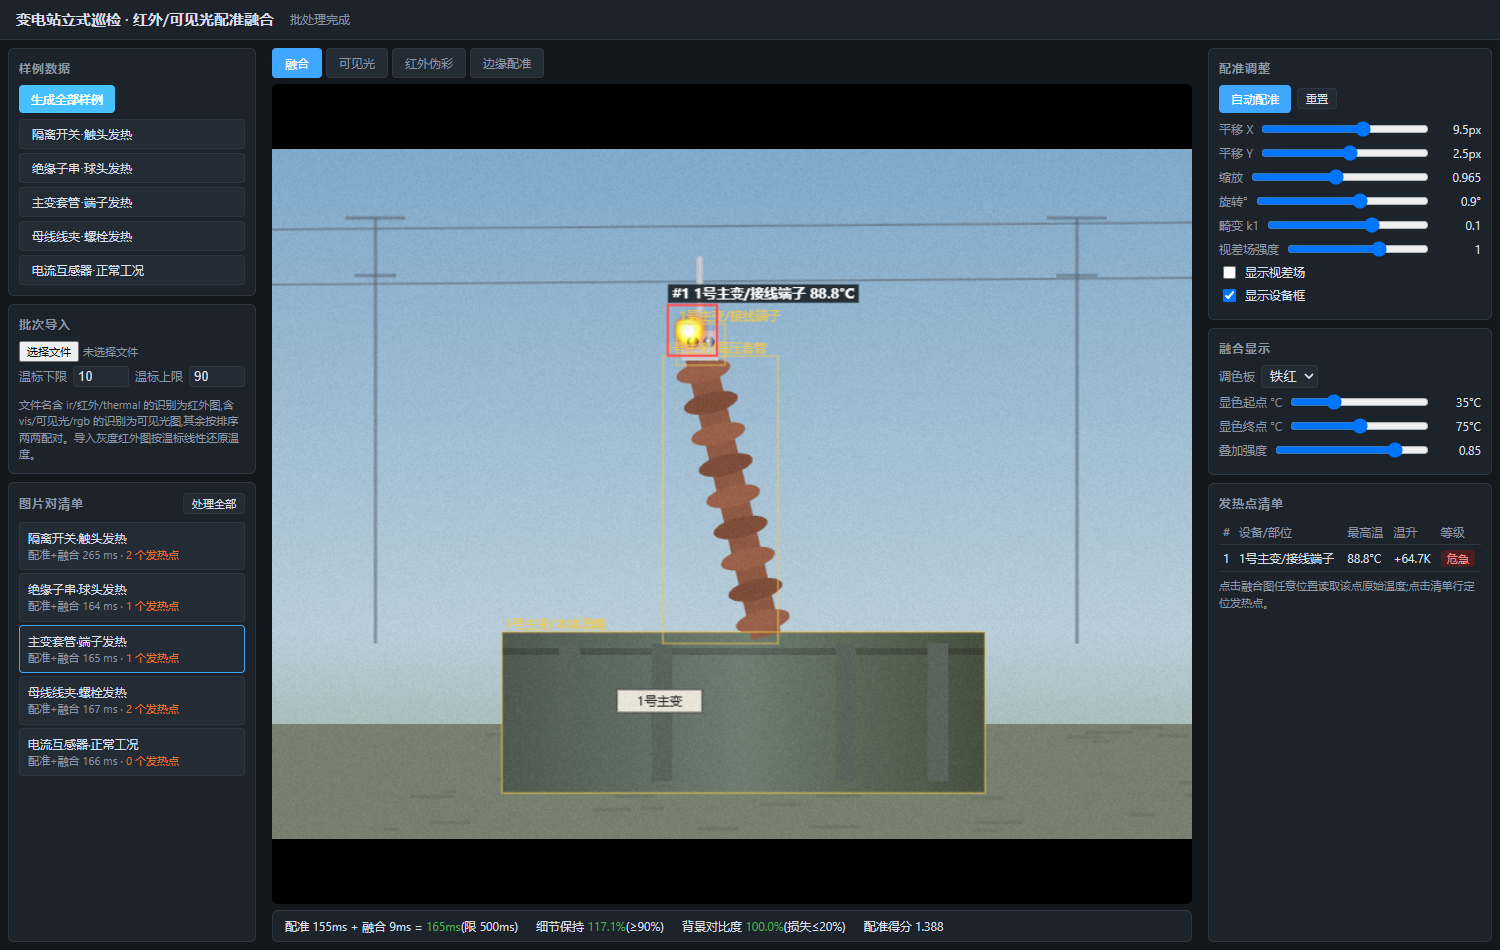 变电站立式巡检 · 红外/可见光配准融合 批处理完成
样例数据
生成全部样例
隔离开关·触头发热
绝缘子串·球头发热
主变套管·端子发热
母线线夹·螺栓发热
电流互感器·正常工况
批次导入
选择文件 未选择文件
温标下限 10 温标上限 90
文件名含 ir/红外/thermal 的识别为红外图,含
vis/可见光/rgb 的识别为可见光图,其余按排序
两两配对。导入灰度红外图按温标线性还原温
度。
图片对清单 处理全部
隔离开关·触头发热
配准+融合 265 ms · 2 个发热点
绝缘子串·球头发热
配准+融合 164 ms · 1 个发热点
主变套管·端子发热
配准+融合 165 ms · 1 个发热点
母线线夹·螺栓发热
配准+融合 167 ms · 2 个发热点
电流互感器·正常工况
配准+融合 166 ms · 0 个发热点
融合 可见光 红外伪彩 边缘配准
#1 1号主变/接线端子 88.8°C
1号主变/接线端子
高压套管
1号主变
配准 155ms + 融合 9ms = 165ms(限 500ms) 细节保持 117.1%(≥90%) 背景对比度 100.0%(损失≤20%) 配准得分 1.388
配准调整
自动配准 重置
平移 X 9.5px
平移 Y 2.5px
缩放 0.965
旋转° 0.9°
畸变 k1 0.1
视差场强度 1
显示视差场
显示设备框
融合显示
调色板 铁红
显色起点 °C 35°C
显色终点 °C 75°C
叠加强度 0.85
发热点清单
# 设备/部位 最高温 温升 等级
1 1号主变/接线端子 88.8°C +64.7K 危急
点击融合图任意位置读取该点原始温度;点击清单行定
位发热点。